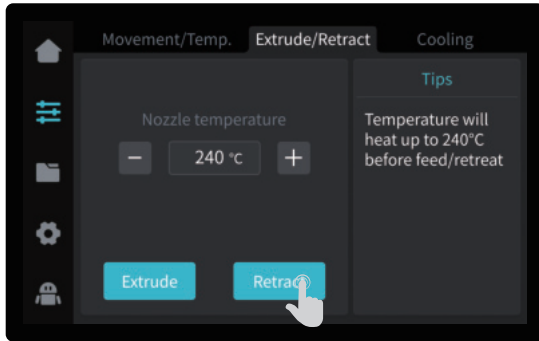 Movement/Temp. Extrude/Retract Cooling
Tips
Nozzle temperature
Temperature will
heat up to 240°C
before feed/retreat
− 240 °C +
Extrude Retract